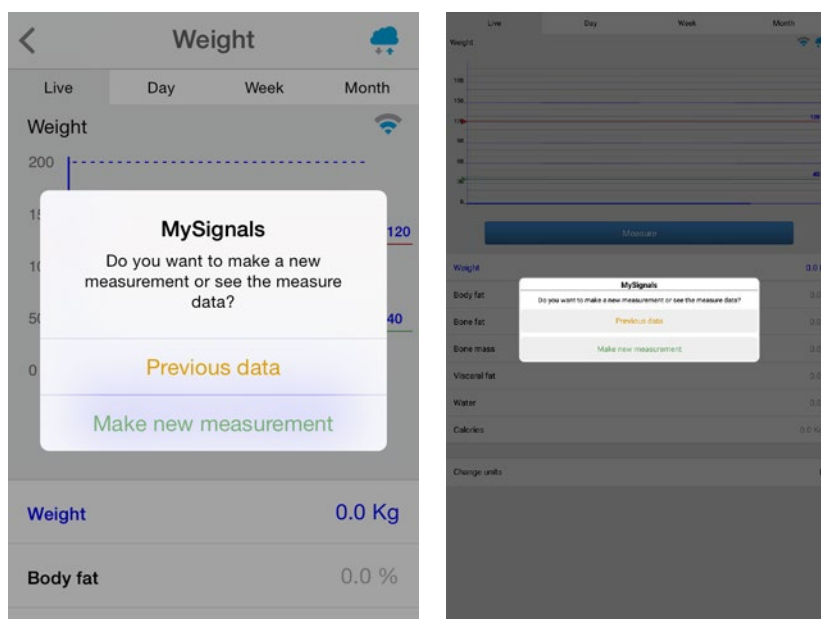 Weight
Live Day Week Month
Weight
200
120
50
40
0
MySignals
Do you want to make a new
measurement or see the measure
data?
Previous data
Make new measurement
Weight 0.0 Kg
Body fat 0.0 %
Live Day Week Month
Weight
Measure
Weight
MySignals
Do you want to make a new measurement or see the measure data?
Previous data
Make new measurement
Body fat
Bone fat
Bone mass
Visceral fat
Water
Calories
Change units